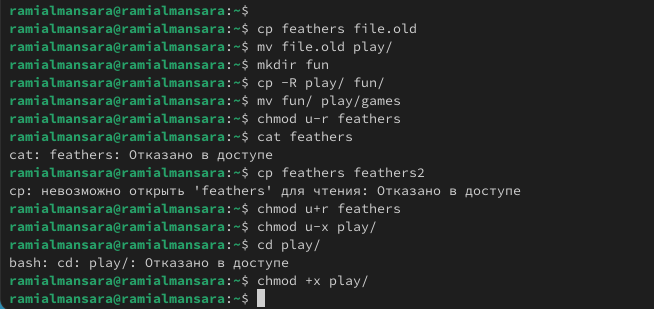 ramialmansara@ramialmansara:~$
ramialmansara@ramialmansara:~$ cp feathers file.old
ramialmansara@ramialmansara:~$ mv file.old play/
ramialmansara@ramialmansara:~$ mkdir fun
ramialmansara@ramialmansara:~$ cp -R play/ fun/
ramialmansara@ramialmansara:~$ mv fun/ play/games
ramialmansara@ramialmansara:~$ chmod u-r feathers
ramialmansara@ramialmansara:~$ cat feathers
cat: feathers: Отказано в доступе
ramialmansara@ramialmansara:~$ cp feathers feathers2
cp: невозможно открыть 'feathers' для чтения: Отказано в доступе
ramialmansara@ramialmansara:~$ chmod u+r feathers
ramialmansara@ramialmansara:~$ chmod u-x play/
ramialmansara@ramialmansara:~$ cd play/
bash: cd: play/: Отказано в доступе
ramialmansara@ramialmansara:~$ chmod +x play/
ramialmansara@ramialmansara:~$